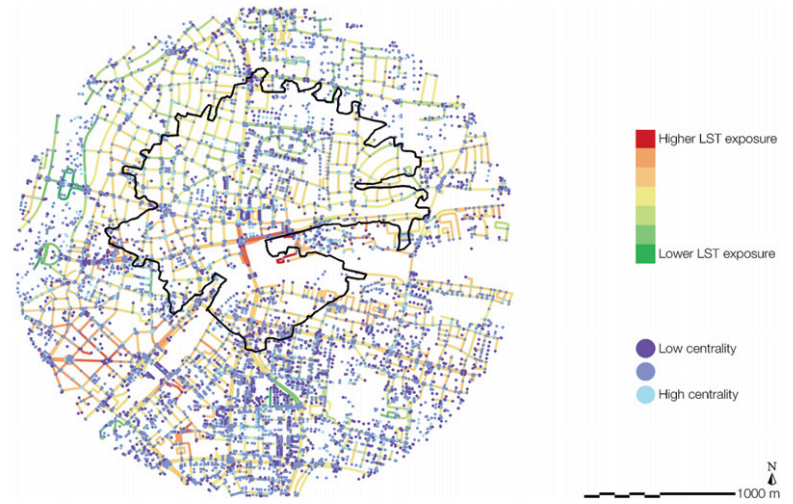 Higher LST exposure
Lower LST exposure
Low centrality
High centrality
N
1000 m